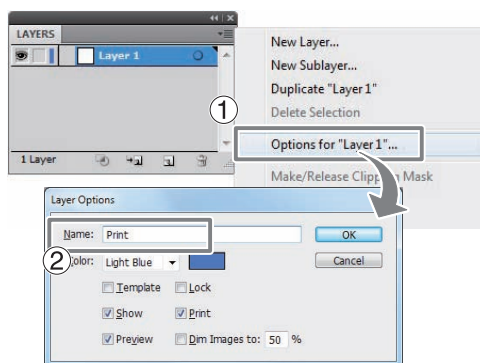 LAYERS
Layer 1
1 Layer
①
New Layer...
New Sublayer...
Duplicate "Layer 1"
Delete Selection
Options for "Layer 1"...
Make/Release Mask
Layer Options
Name: Print
②
Color: Light Blue
Template Lock
Show Print
Preview Dim Images to: 50 %
OK
Cancel